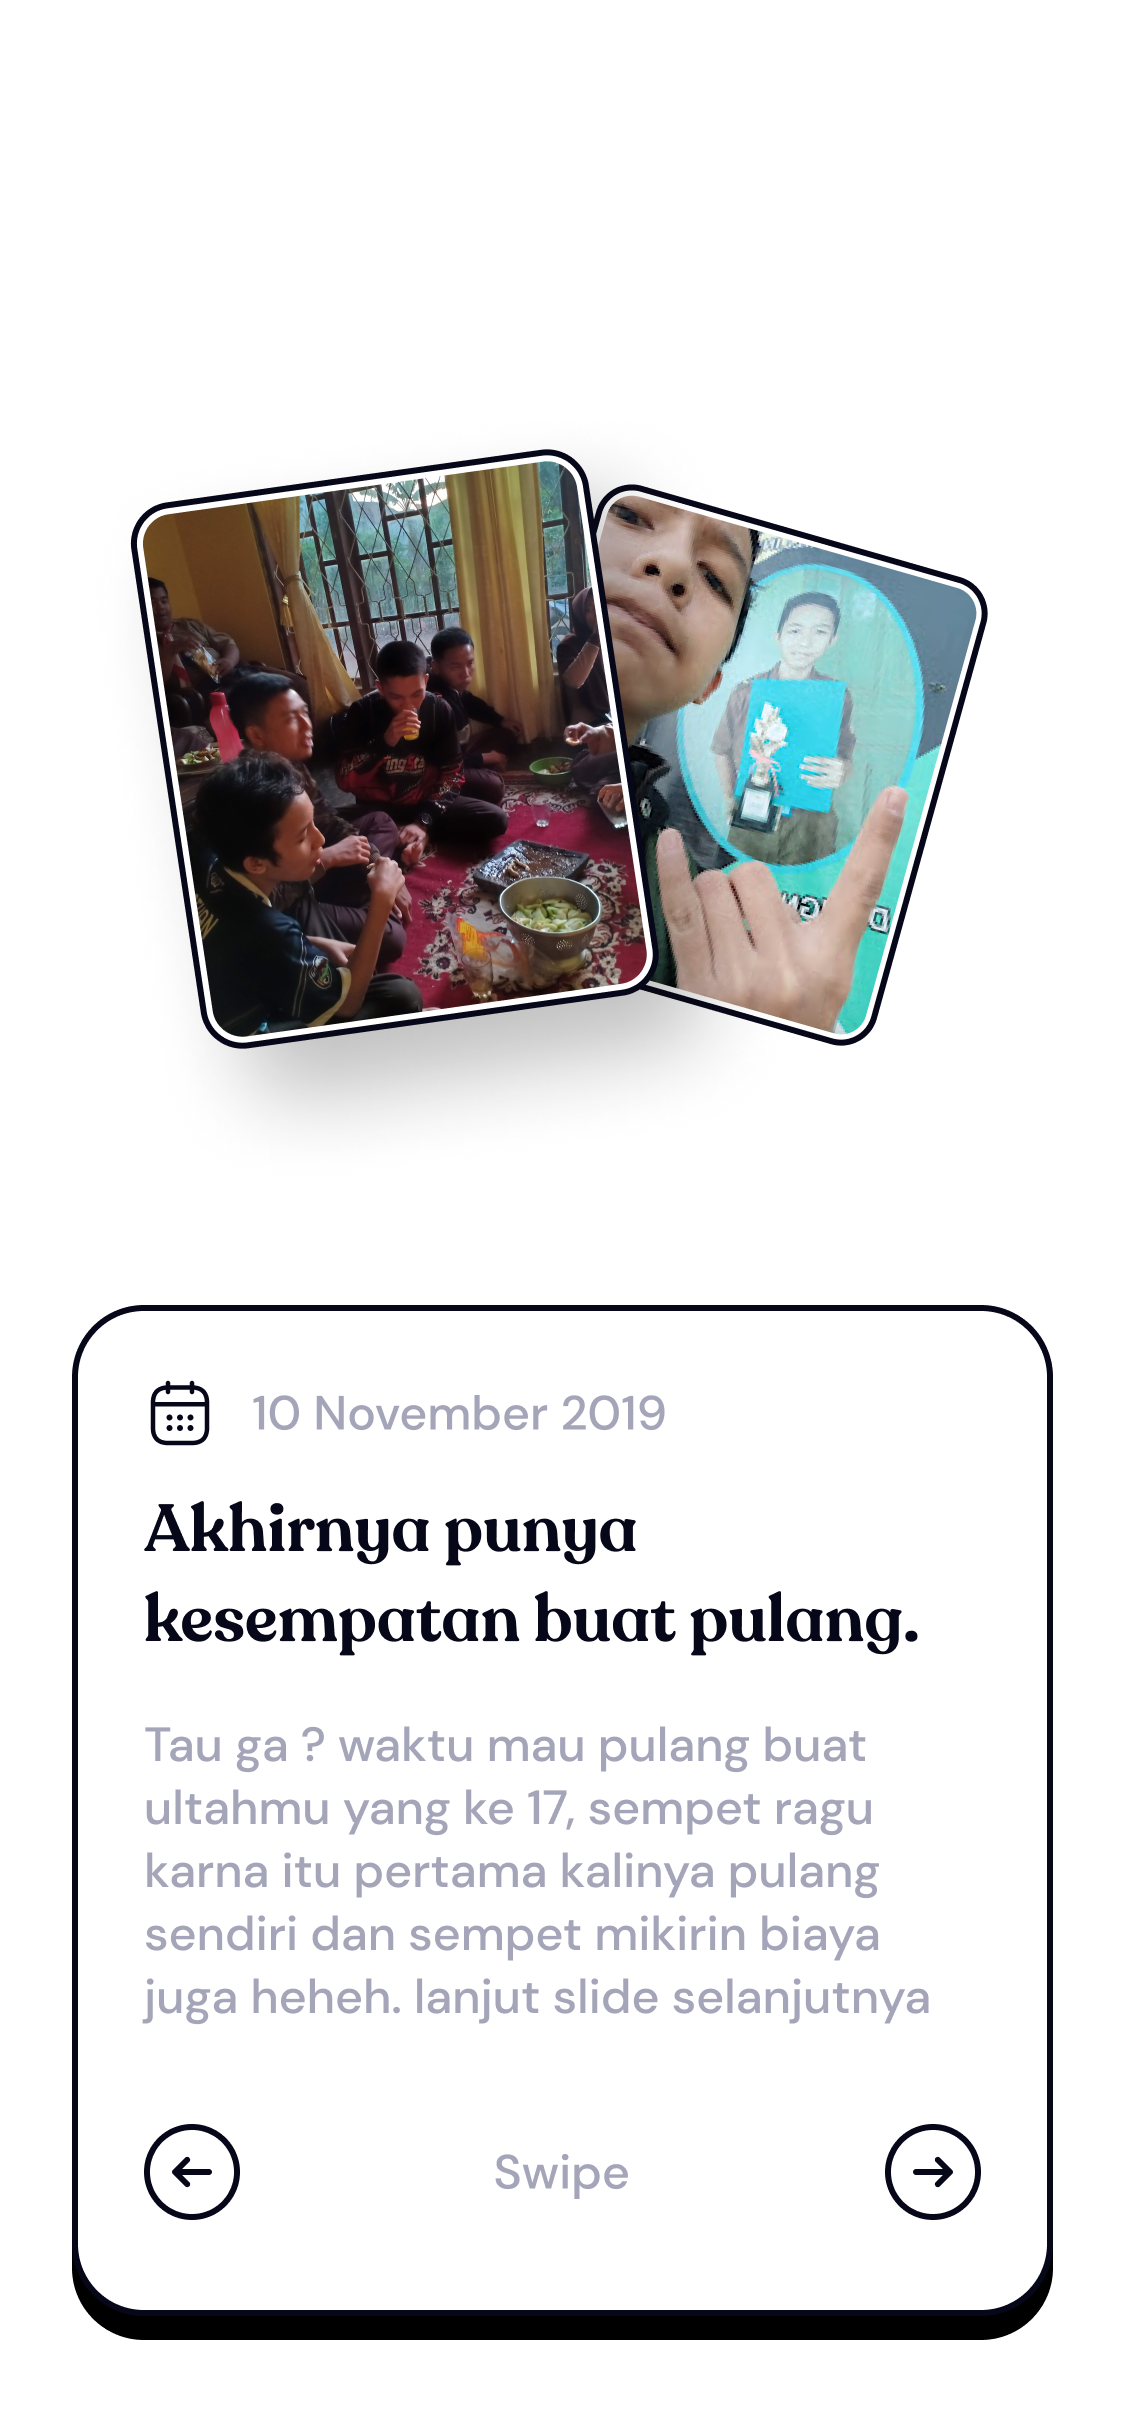 10 November 2019
Akhirnya punya
kesempatan buat pulang.
Tau ga ? waktu mau pulang buat
ultahmu yang ke 17, sempet ragu
karna itu pertama kalinya pulang
sendiri dan sempet mikirin biaya
juga heheh. lanjut slide selanjutnya
Swipe